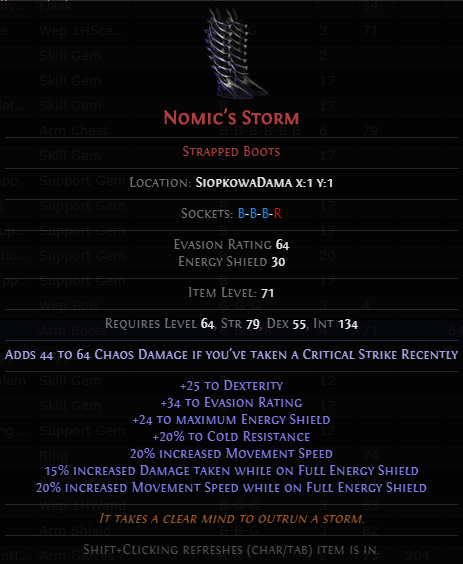 Nomic's Storm
Strapped Boots
Location: SiopkowaDama x:1 y:1
Sockets: B-B-B-R
Evasion Rating 64
Energy Shield 30
Item Level: 71
Requires Level 64, Str 79, Dex 55, Int 134
Adds 44 to 64 Chaos Damage if you've taken a Critical Strike Recently
+25 to Dexterity
+34 to Evasion Rating
+24 to maximum Energy Shield
+20% to Cold Resistance
20% increased Movement Speed
15% increased Damage taken while on Full Energy Shield
20% increased Movement Speed while on Full Energy Shield
It takes a clear mind to outrun a storm.
Shift+Clicking refreshes (char/tab) item is in.